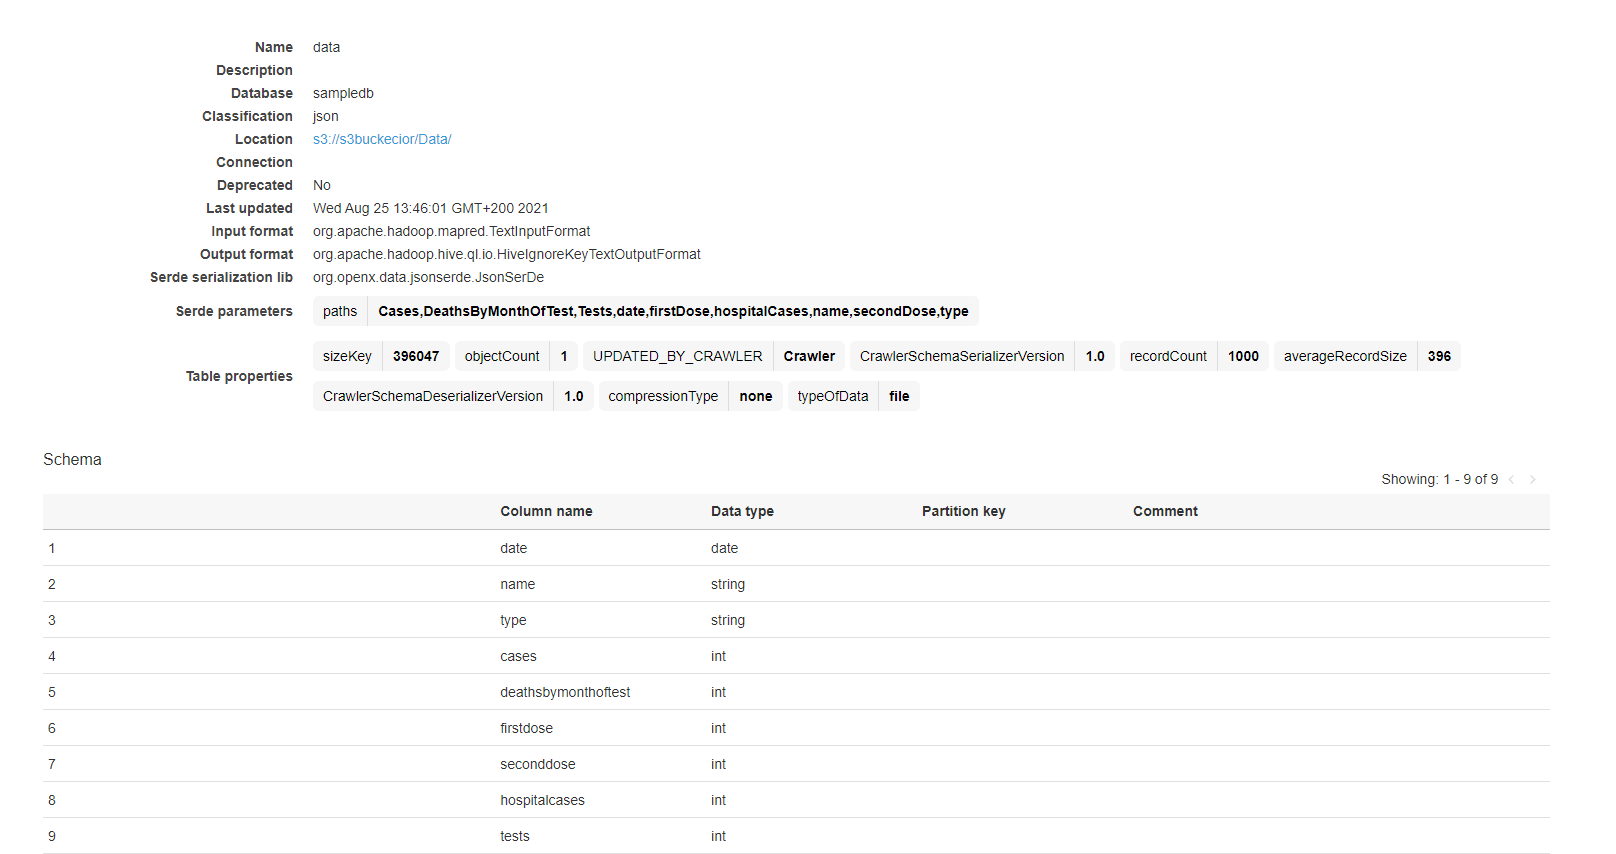 Name data
Description
Database sampledb
Classification json
Location s3://s3buckecior/Data/
Connection
Deprecated No
Last updated Wed Aug 25 13:46:01 GMT+200 2021
Input format org.apache.hadoop.mapred.TextInputFormat
Output format org.apache.hadoop.hive.ql.io.HiveIgnoreKeyTextOutputFormat
Serde serialization lib org.openx.data.jsonserde.JsonSerDe
Serde parameters paths Cases,DeathsByMonthOfTest,Tests,date,firstDose,hospitalCases,name,secondDose,type
Table properties
sizeKey 396047 objectCount 1 UPDATED_BY_CRAWLER Crawler CrawlerSchemaSerializerVersion 1.0 recordCount 1000 averageRecordSize 396
CrawlerSchemaDeserializerVersion 1.0 compressionType none typeOfData file
Schema
Showing: 1 - 9 of 9 < >
Column name Data type Partition key Comment
1 date date
2 name string
3 type string
4 cases int
5 deathsbymonthoftest int
6 firstdose int
7 seconddose int
8 hospitalcases int
9 tests int